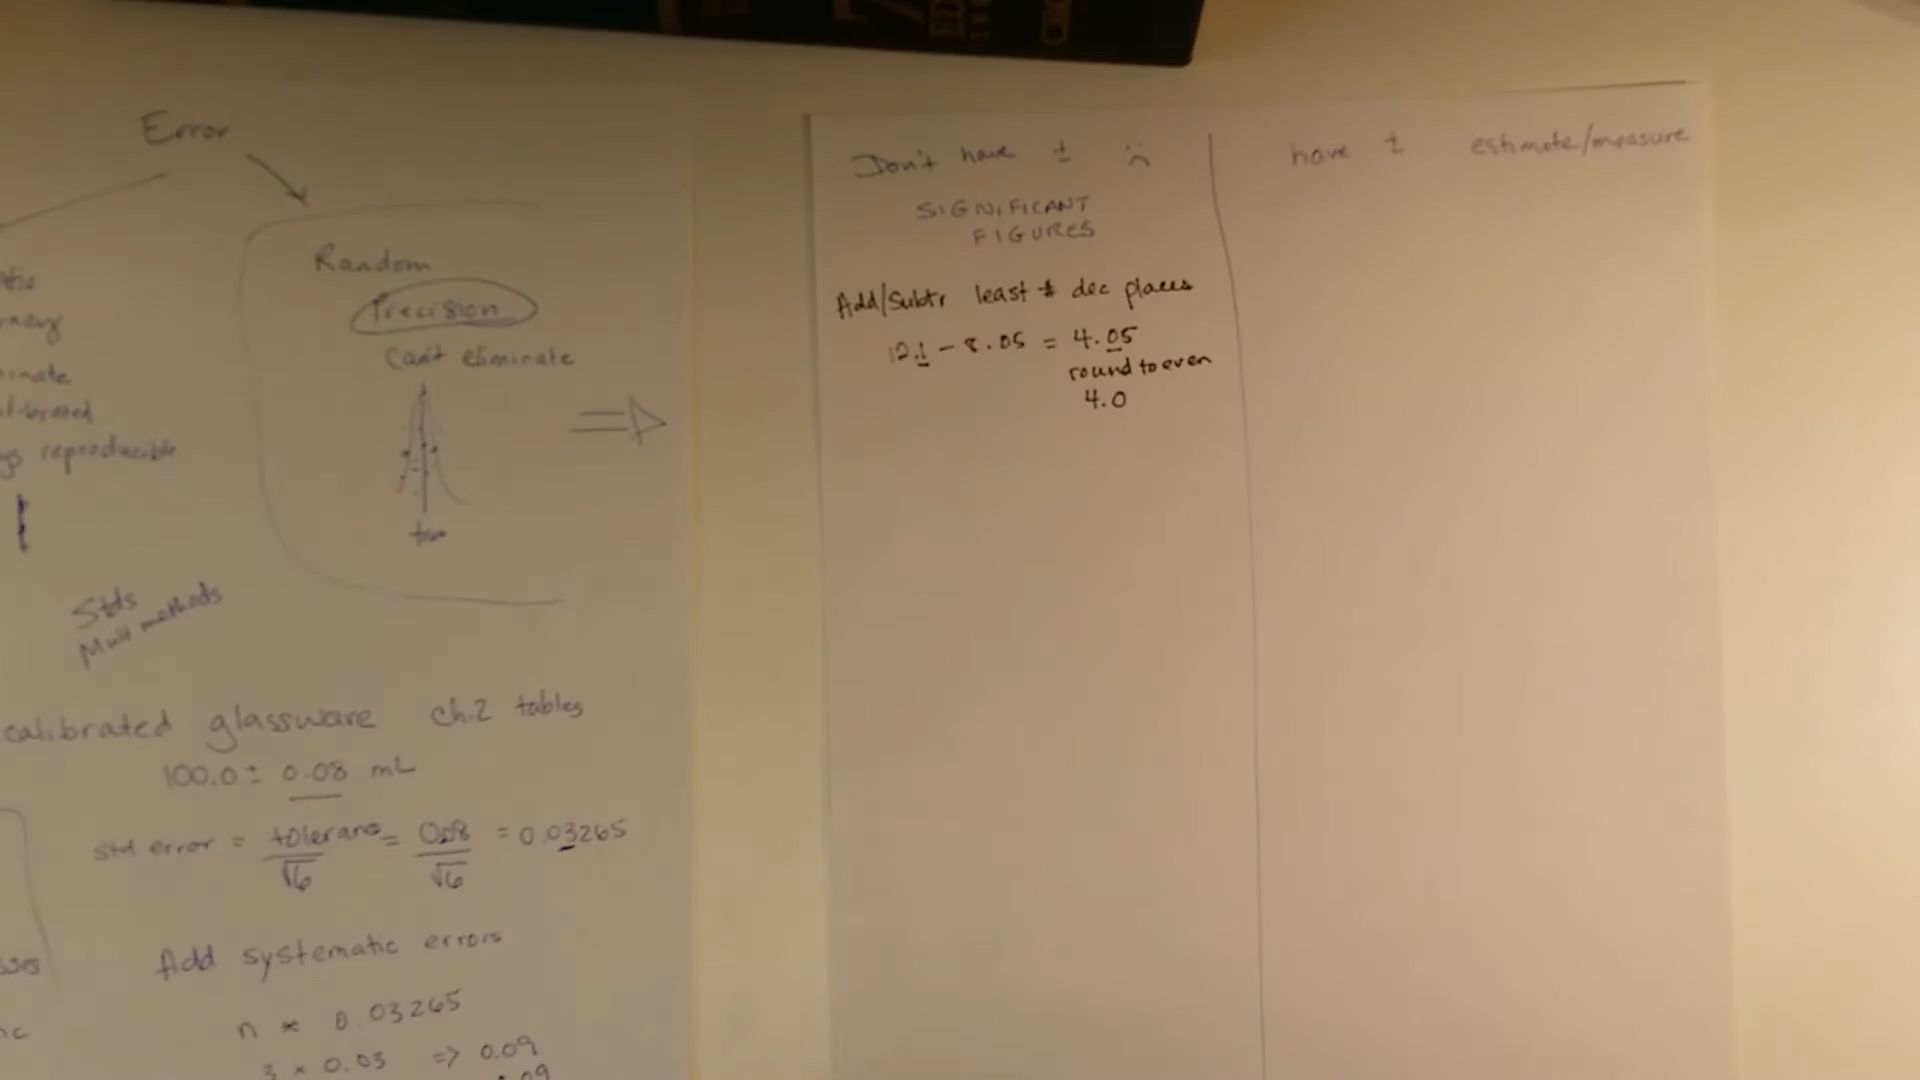 Error
Random
Precision
Can't eliminate
reproducible
true
Stds
Mult methods
calibrated glassware ch.2 tables
100.0 ± 0.08 mL
std error = toleranc = 0.08 = 0.03265
√6 √6
Add systematic errors
n × 0.03265
3 × 0.03 => 0.09
Don't have ±
SIGNIFICANT
FIGURES
Add/Subtr least # dec places
12.1 - 8.05 = 4.05
round to even
4.0
have ± estimate/measure